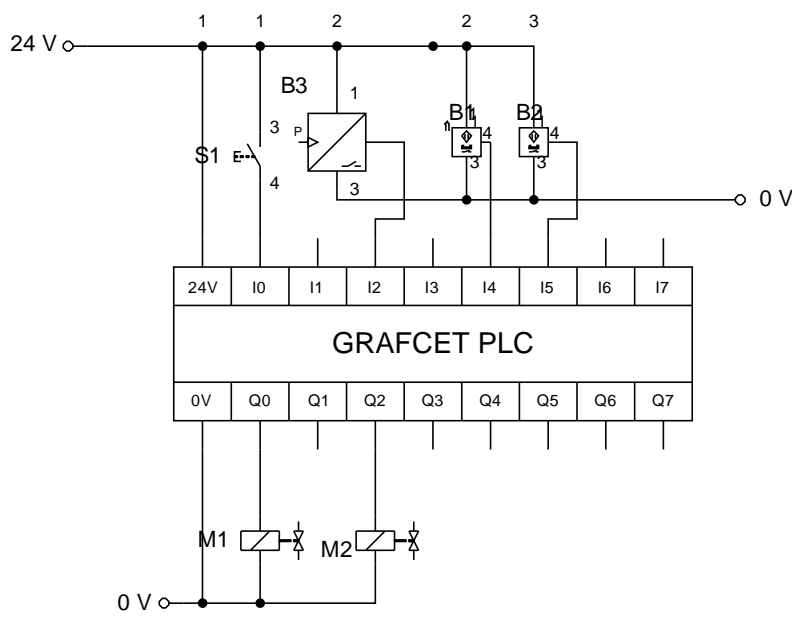 1 1 2 2 3
24 V
B3 1 B1 1 B2 1
3 P 4 4
S1
4 3 3 3
0 V
24V I0 I1 I2 I3 I4 I5 I6 I7
GRAFCET PLC
0V Q0 Q1 Q2 Q3 Q4 Q5 Q6 Q7
M1 M2
0 V